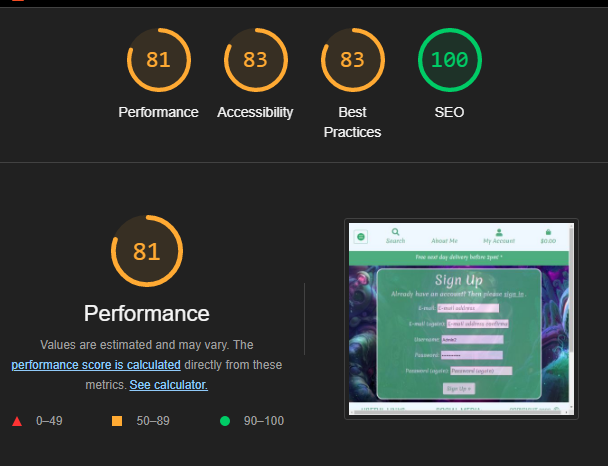 81 83 83 100
Performance Accessibility Best Practices SEO
81
Performance
Values are estimated and may vary. The
performance score is calculated directly from these
metrics. See calculator.
0–49 50–89 90–100
Search About Me My Account $0.00
Free next day delivery before 2pm! *
Sign Up
Already have an account? Then please sign in.
E-mail E-mail address
E-mail (again) E-mail address confirma
Username
Password
Password (again) Password (again)
Sign Up »